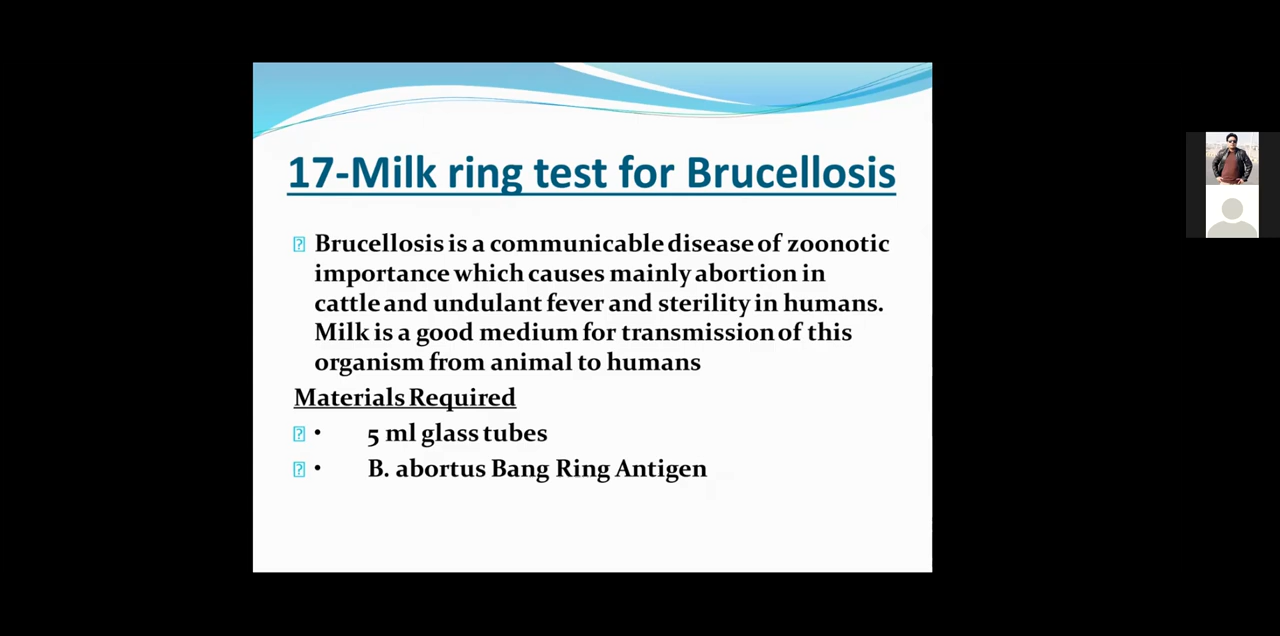 17-Milk ring test for Brucellosis
Brucellosis is a communicable disease of zoonotic
importance which causes mainly abortion in
cattle and undulant fever and sterility in humans.
Milk is a good medium for transmission of this
organism from animal to humans
Materials Required
• 5 ml glass tubes
• B. abortus Bang Ring Antigen